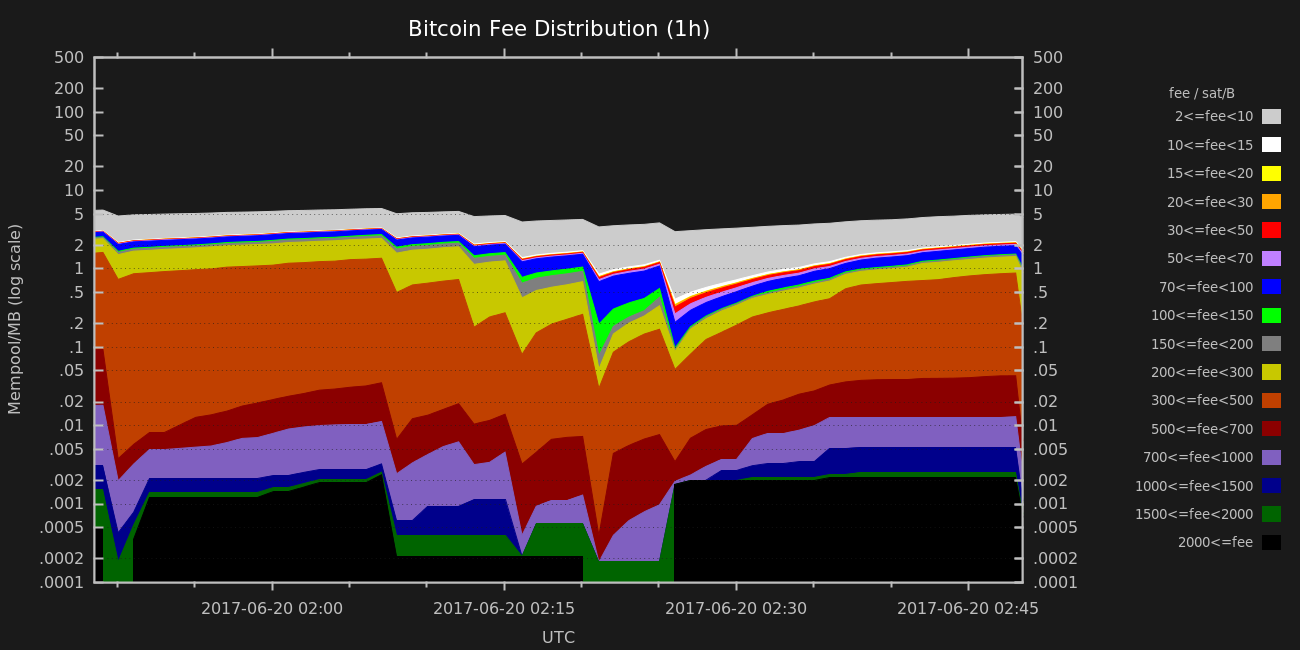 Bitcoin Fee Distribution (1h)
Mempool/MB (log scale)
500
200
100
50
20
10
5
2
1
.5
.2
.1
.05
.02
.01
.005
.002
.001
.0005
.0002
.0001
500
200
100
50
20
10
5
2
1
.5
.2
.1
.05
.02
.01
.005
.002
.001
.0005
.0002
.0001
2017-06-20 02:00 2017-06-20 02:15 2017-06-20 02:30 2017-06-20 02:45
UTC
fee / sat/B
2<=fee<10
10<=fee<15
15<=fee<20
20<=fee<30
30<=fee<50
50<=fee<70
70<=fee<100
100<=fee<150
150<=fee<200
200<=fee<300
300<=fee<500
500<=fee<700
700<=fee<1000
1000<=fee<1500
1500<=fee<2000
2000<=fee